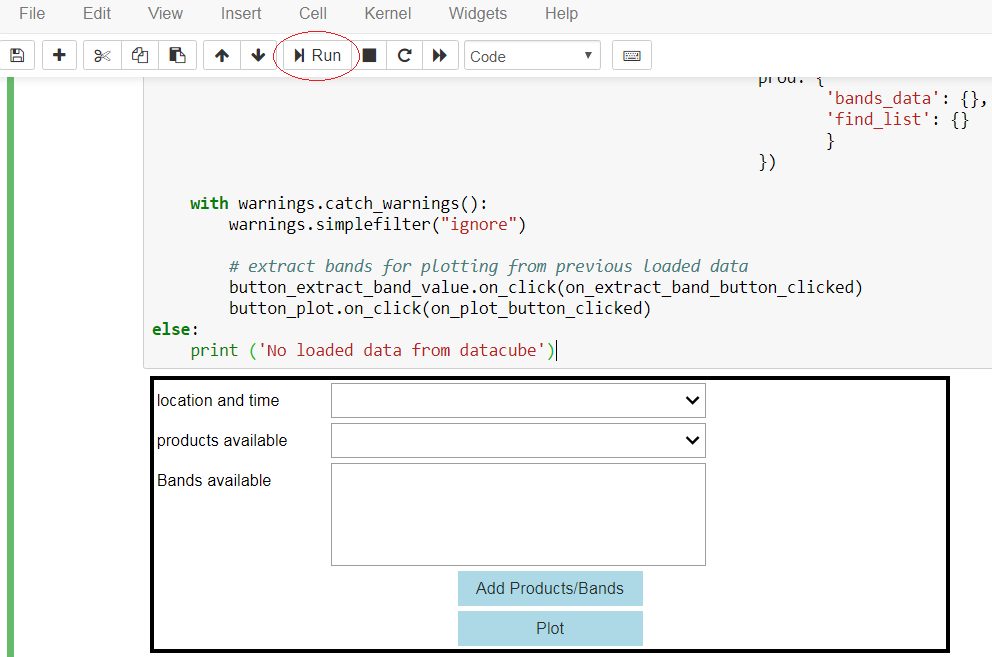 File Edit View Insert Cell Kernel Widgets Help
Run Code
prod: {
'bands_data': {},
'find_list': {}
}
})
with warnings.catch_warnings():
warnings.simplefilter("ignore")
# extract bands for plotting from previous loaded data
button_extract_band_value.on_click(on_extract_band_button_clicked)
button_plot.on_click(on_plot_button_clicked)
else:
print ('No loaded data from datacube')
location and time
products available
Bands available
Add Products/Bands
Plot